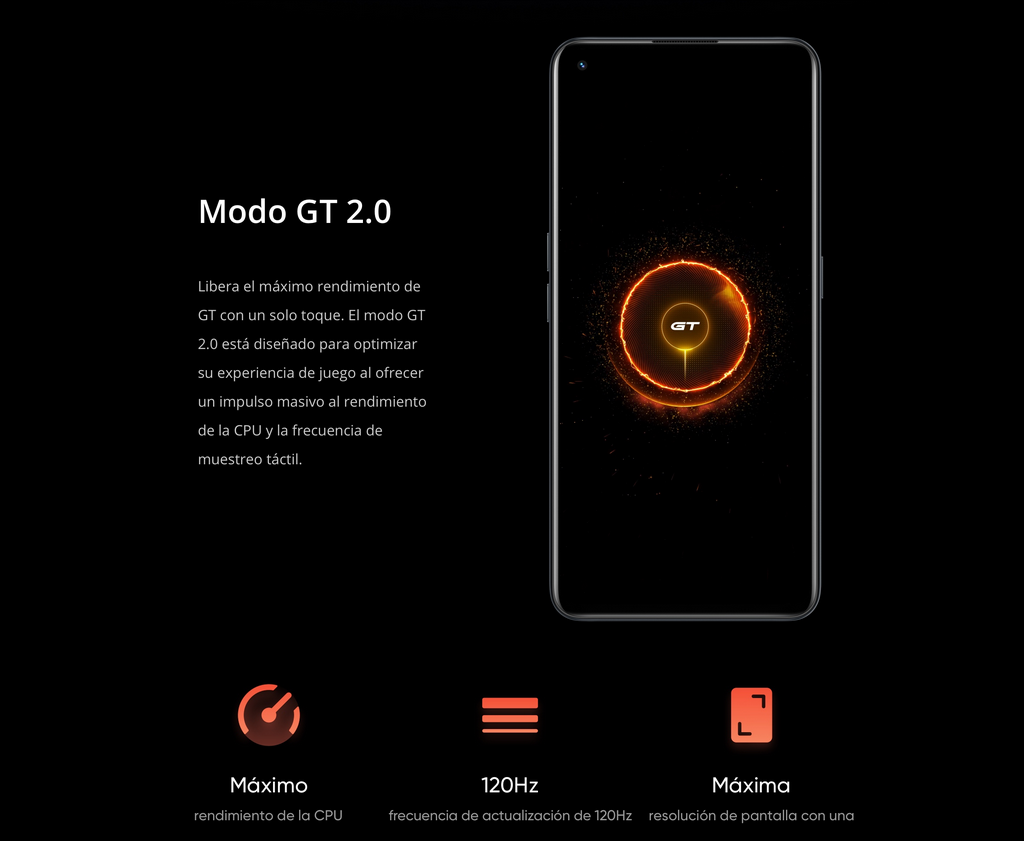 Modo GT 2.0
Libera el máximo rendimiento de
GT con un solo toque. El modo GT
2.0 está diseñado para optimizar
su experiencia de juego al ofrecer
un impulso masivo al rendimiento
de la CPU y la frecuencia de
muestreo táctil.
GT
Máximo
rendimiento de la CPU
120Hz
frecuencia de actualización de 120Hz
Máxima
resolución de pantalla con una